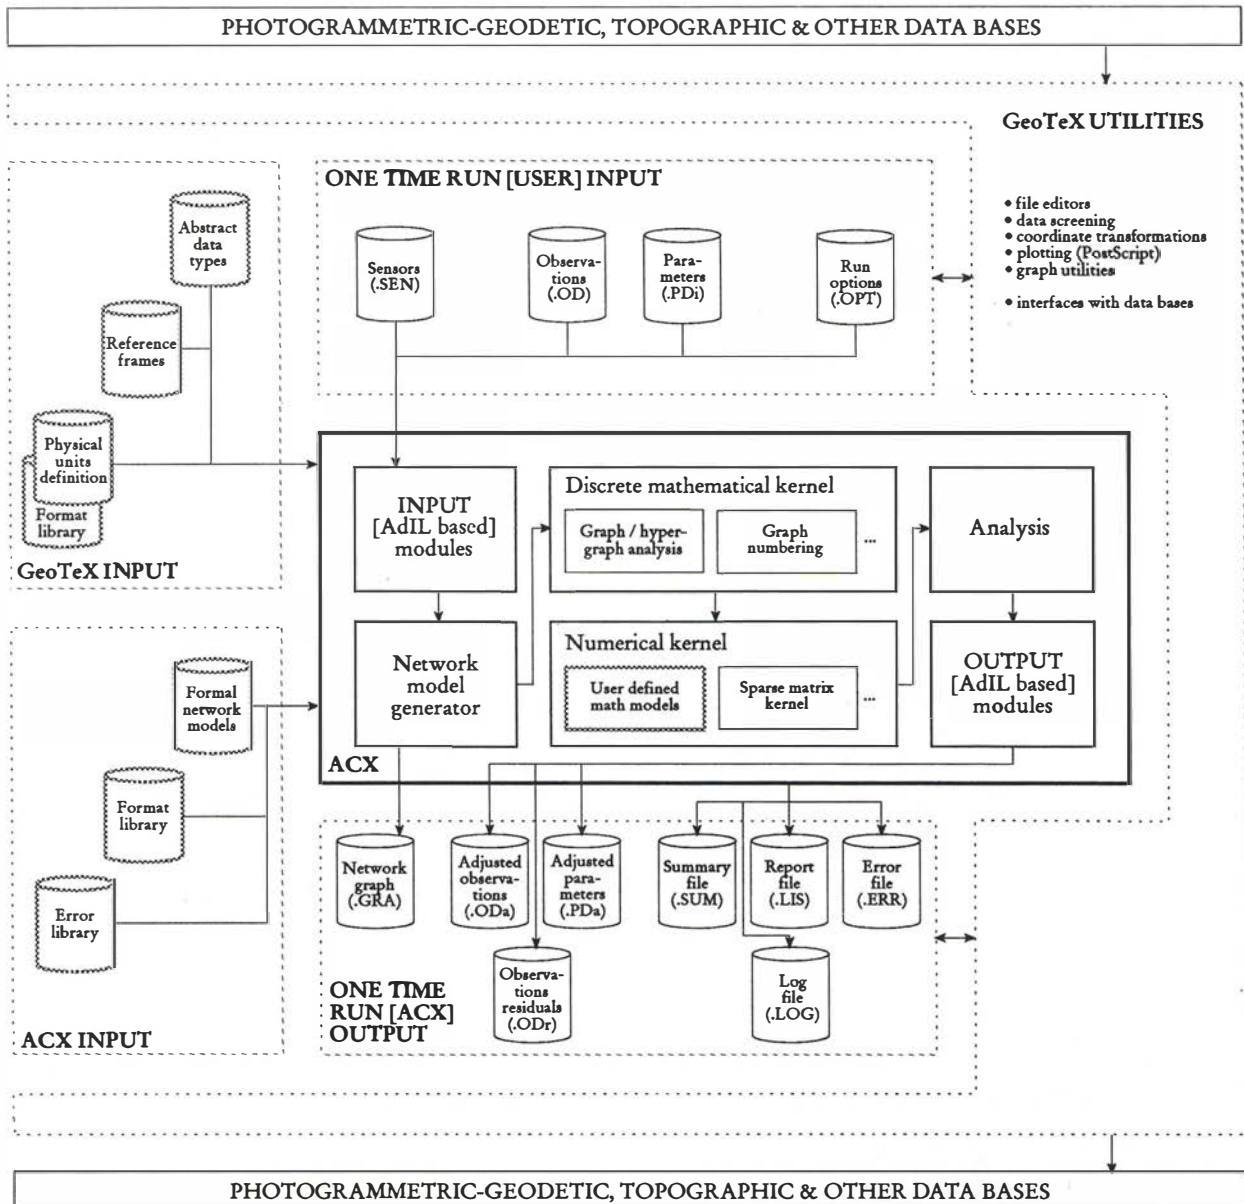 PHOTOGRAMMETRIC-GEODETIC, TOPOGRAPHIC & OTHER DATA BASES
GeoTeX UTILITIES
• file editors
• data screening
• coordinate transformations
• plotting (PostScript)
• graph utilities
• interfaces with data bases
ONE TIME RUN [USER] INPUT
Sensors
(.SEN)
Observa-
tions
(.OD)
Para-
meters
(.PDi)
Run
options
(.OPT)
Abstract
data
types
Reference
frames
Physical
units
definition
Format
library
GeoTeX INPUT
INPUT
[AdIL based]
modules
Discrete mathematical kernel
Graph / hyper-
graph analysis
Graph
numbering
...
Analysis
Network
model
generator
Numerical kernel
User defined
math models
Sparse matrix
kernel
...
OUTPUT
[AdIL based]
modules
ACX
Formal
network
models
Format
library
Error
library
ACX INPUT
Network
graph
(.GRA)
Adjusted
observa-
tions
(.ODa)
Adjusted
para-
meters
(.PDa)
Summary
file
(.SUM)
Report
file
(.LIS)
Error
file
(.ERR)
Observa-
tions
residuals
(.ODr)
Log
file
(.LOG)
ONE TIME
RUN [ACX]
OUTPUT
PHOTOGRAMMETRIC-GEODETIC, TOPOGRAPHIC & OTHER DATA BASES